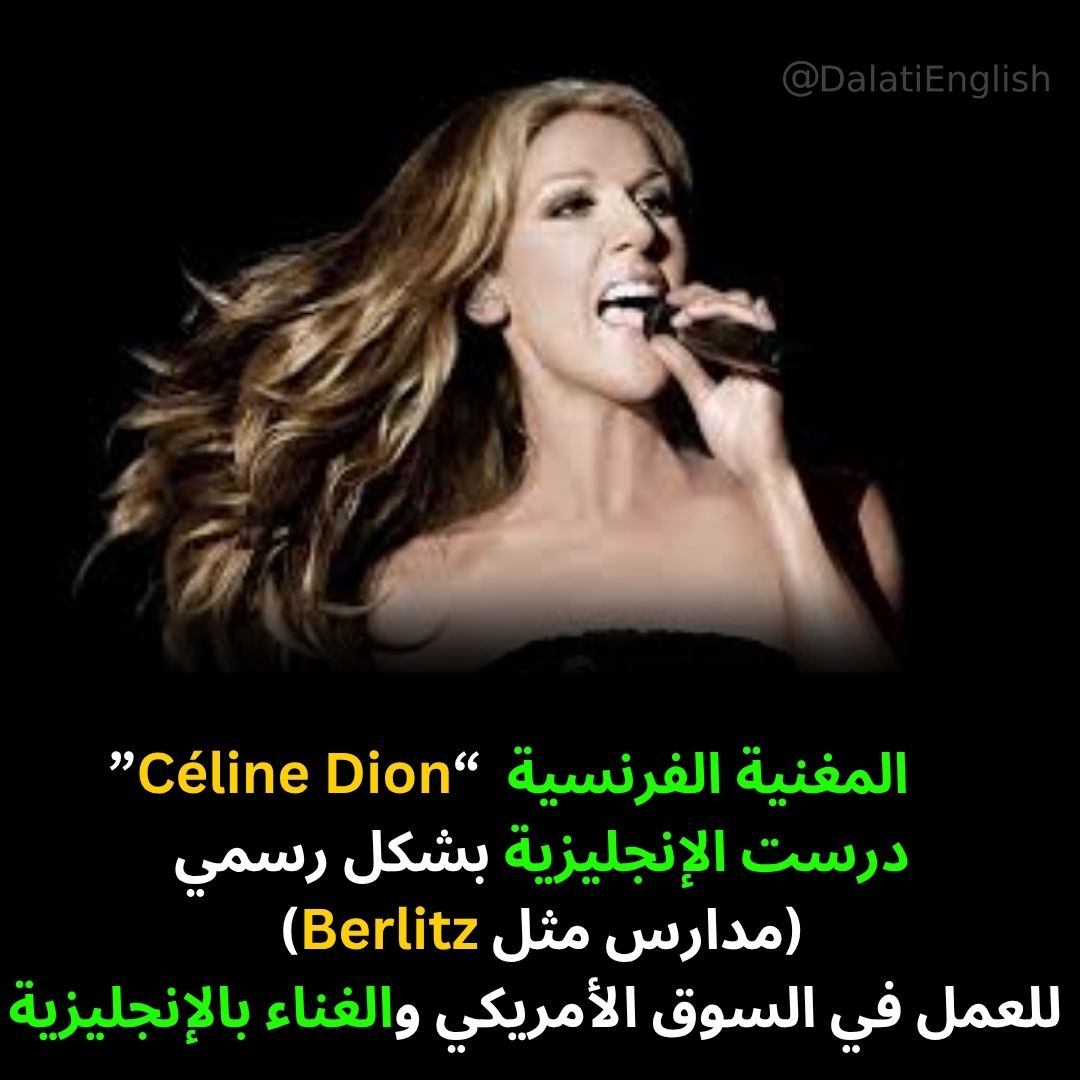 @DalatiEnglish
المغنية الفرنسية “Céline Dion”
درست الإنجليزية بشكل رسمي
(مدارس مثل Berlitz)
للعمل في السوق الأمريكي والغناء بالإنجليزية